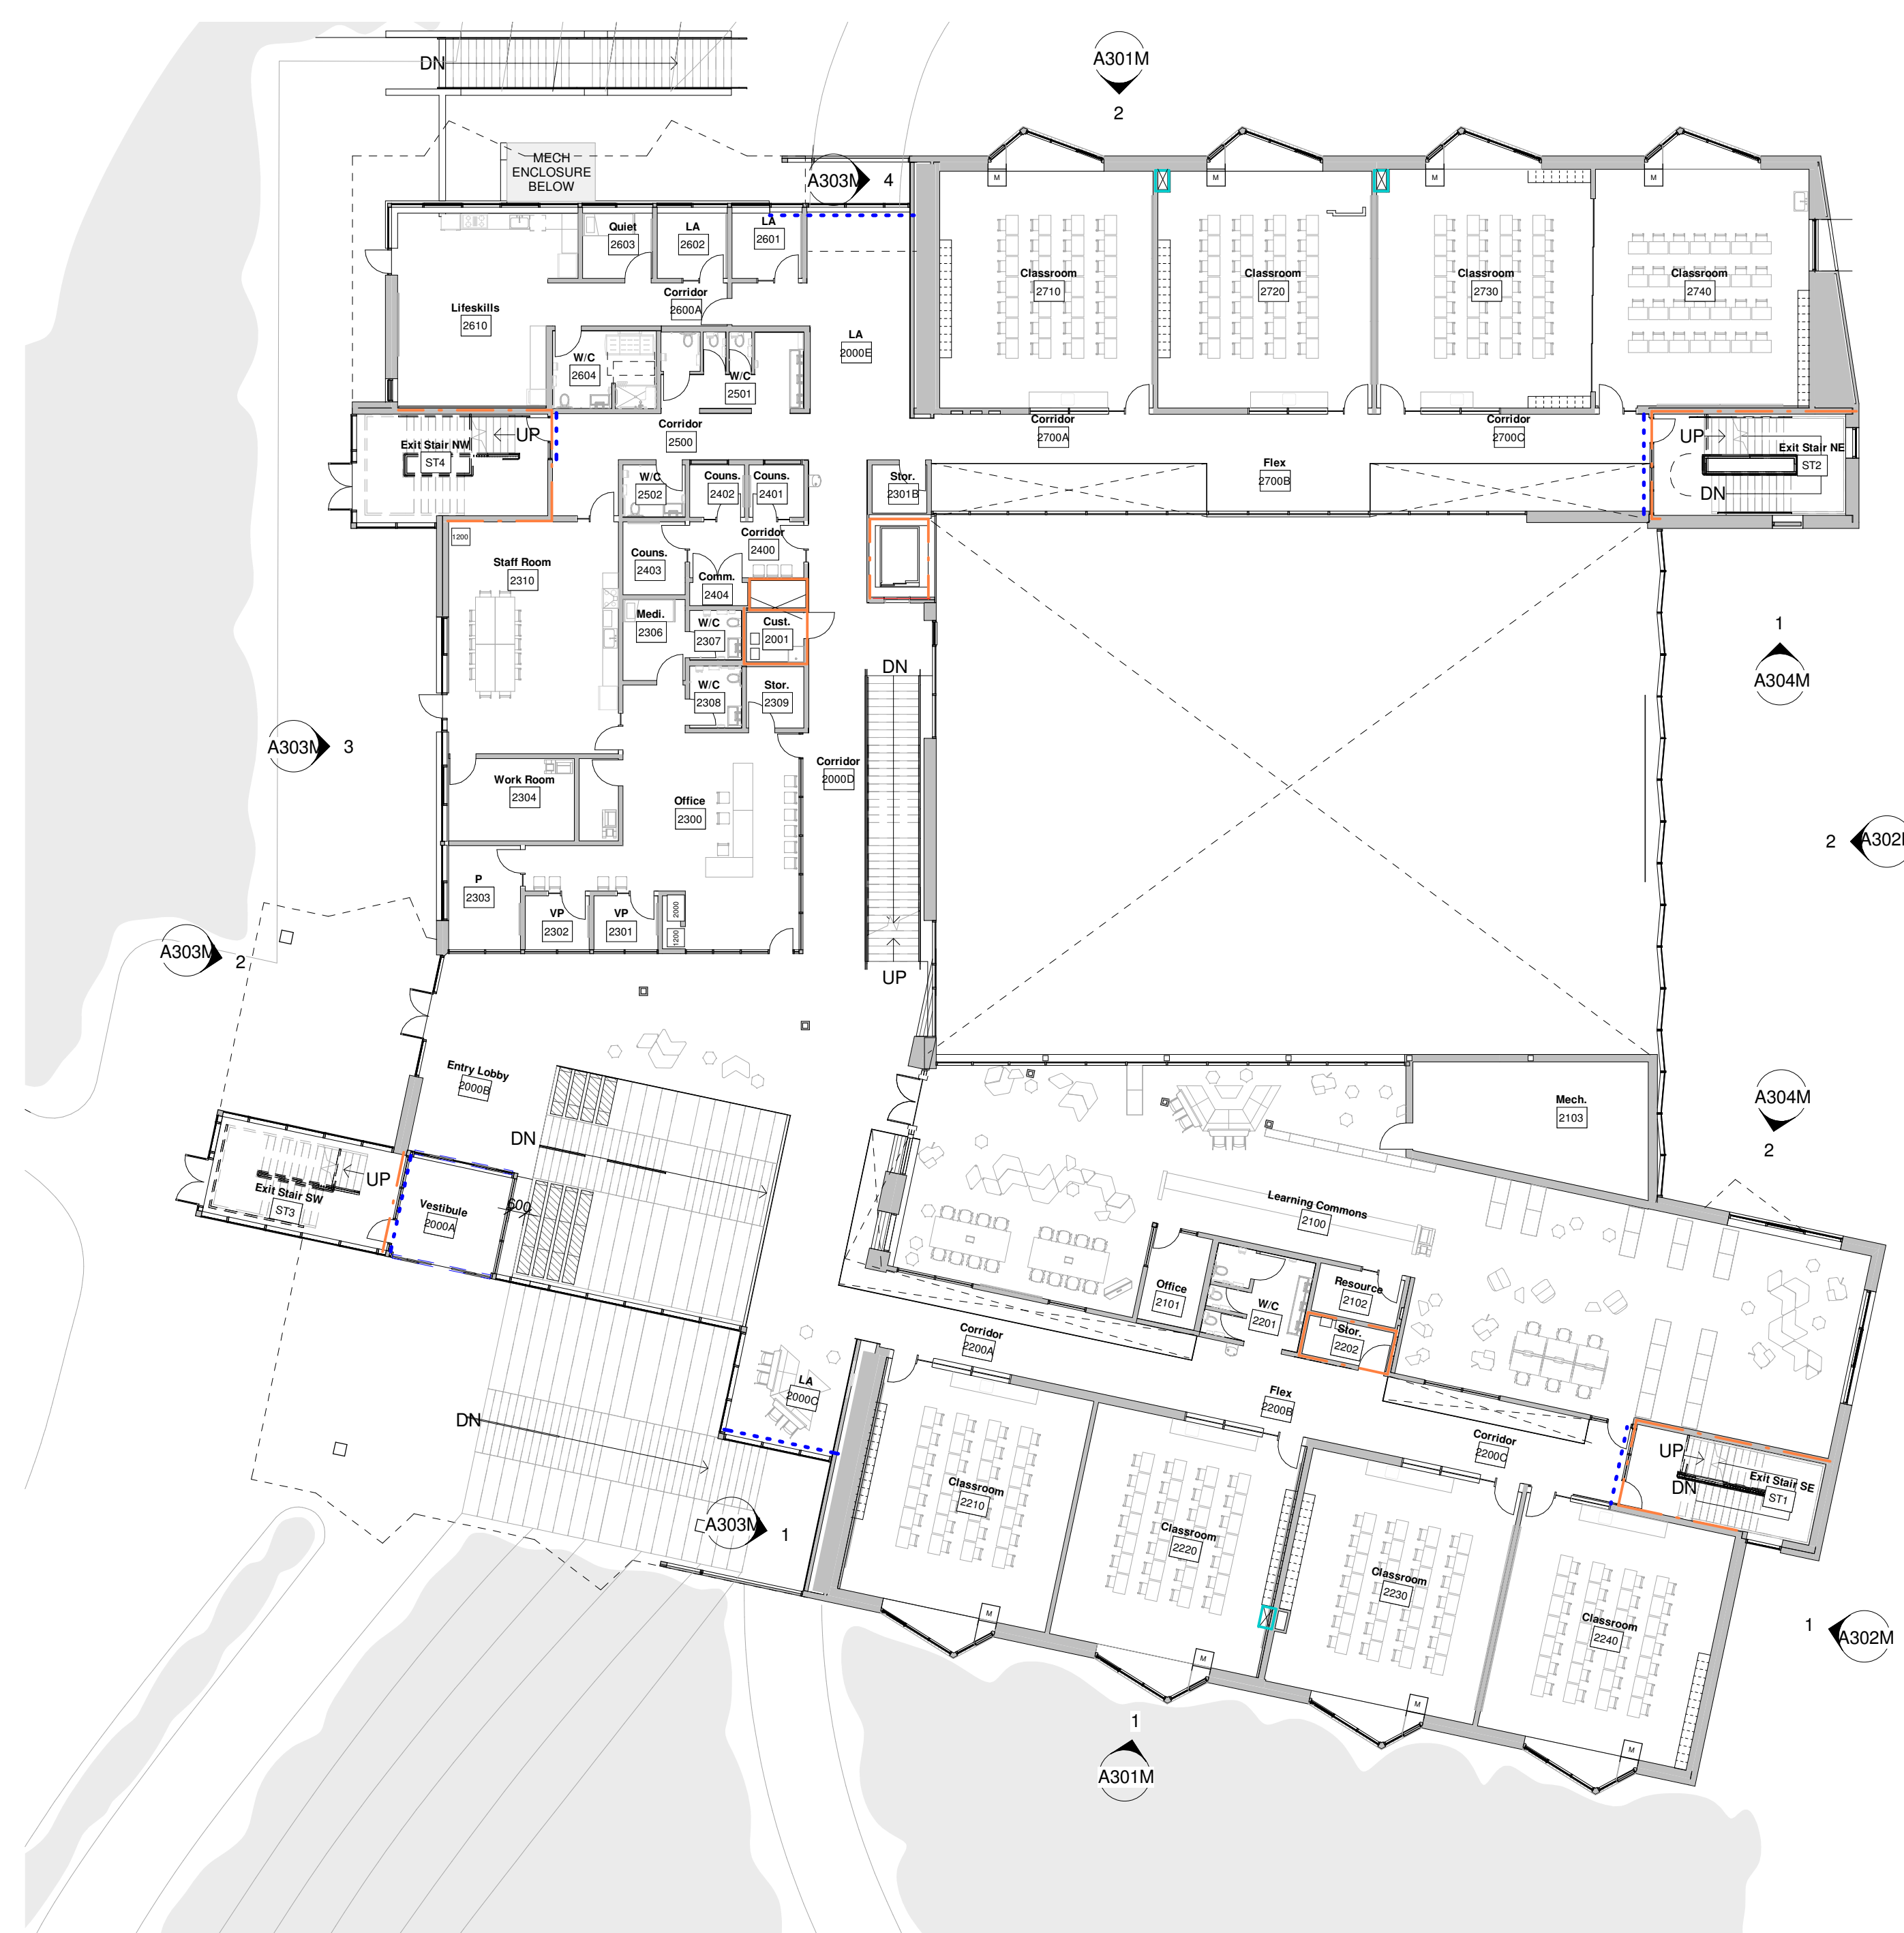 A301M
2
DN
MECH
ENCLOSURE
BELOW
A303M
4
M
M
M
M
Quiet
2603
LA
2602
LA
2601
Corridor
2600A
Lifeskills
2610
LA
2000E
W/C
2604
W/C
2501
Classroom
2710
Classroom
2720
Classroom
2730
Classroom
2740
Corridor
2500
Corridor
2700A
Corridor
2700C
Exit Stair NW
ST4
UP
UP
Exit Stair NE
ST2
DN
Flex
2700B
W/C
2502
Couns.
2402
Couns.
2401
Stor.
2301B
1200
Staff Room
2310
Couns.
2403
Corridor
2400
Comm.
2404
Medi.
2306
W/C
2307
Cust.
2001
W/C
2308
Stor.
2309
DN
1
A304M
A303M
3
Corridor
2000D
Work Room
2304
Office
2300
2
A302M
P
2303
VP
2302
VP
2301
2000
1200
A303M
2
UP
Entry Lobby
2000B
DN
Mech.
2103
A304M
2
UP
Exit Stair SW
ST3
Vestibule
2000A
600
Learning Commons
2100
Office
2101
W/C
2201
Resource
2102
Stor.
2202
Corridor
2200A
LA
2000C
Flex
2200B
DN
Corridor
2200C
UP
Exit Stair SE
ST1
DN
Classroom
2210
Classroom
2220
Classroom
2230
Classroom
2240
A303M
1
M
M
M
M
1
A302M
1
A301M